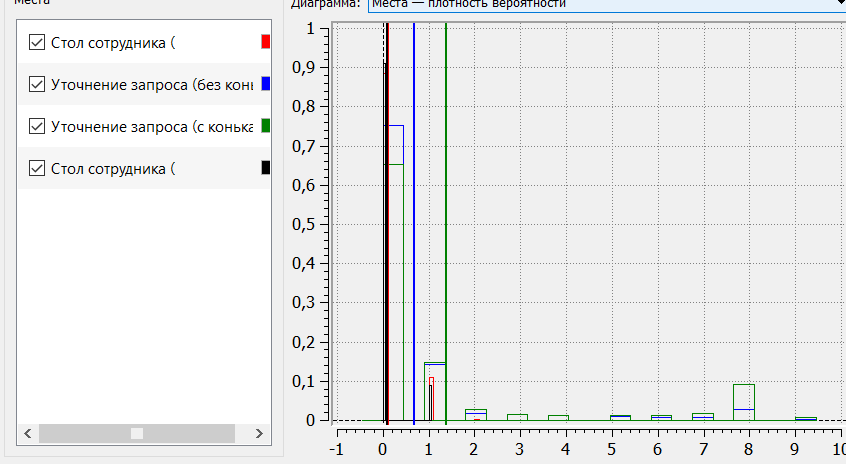 Места
Диаграмма: Места — плотность вероятности
Стол сотрудника (
Уточнение запроса (без конь
Уточнение запроса (с конька
Стол сотрудника (
1
0,9
0,8
0,7
0,6
0,5
0,4
0,3
0,2
0,1
0
-1 0 1 2 3 4 5 6 7 8 9 10